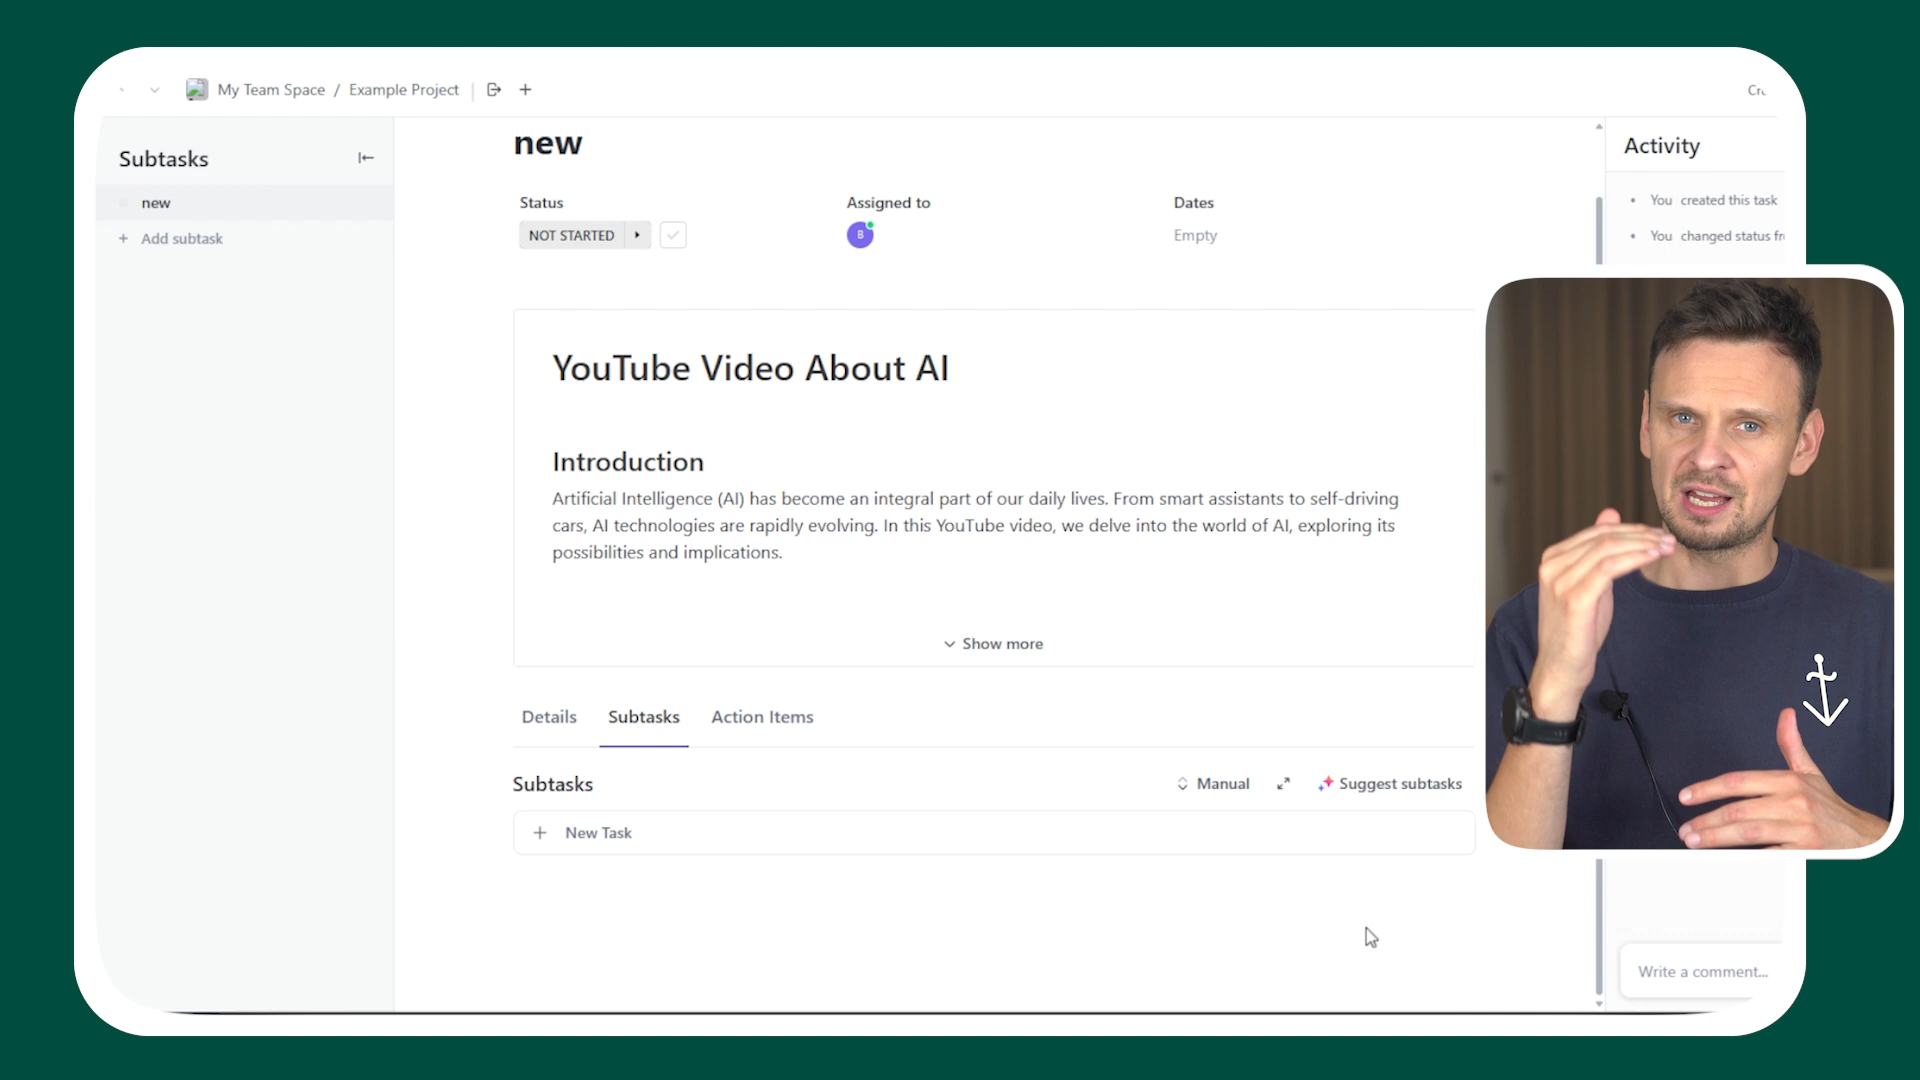 My Team Space / Example Project
Subtasks
new
Add subtask
new
Status
Assigned to
Dates
NOT STARTED
B
Empty
YouTube Video About AI
Introduction
Artificial Intelligence (AI) has become an integral part of our daily lives. From smart assistants to self-driving
cars, AI technologies are rapidly evolving. In this YouTube video, we delve into the world of AI, exploring its
possibilities and implications.
Show more
Details
Subtasks
Action Items
Subtasks
Manual
Suggest subtasks
New Task
Activity
You created this task
You changed status
Write a comment...